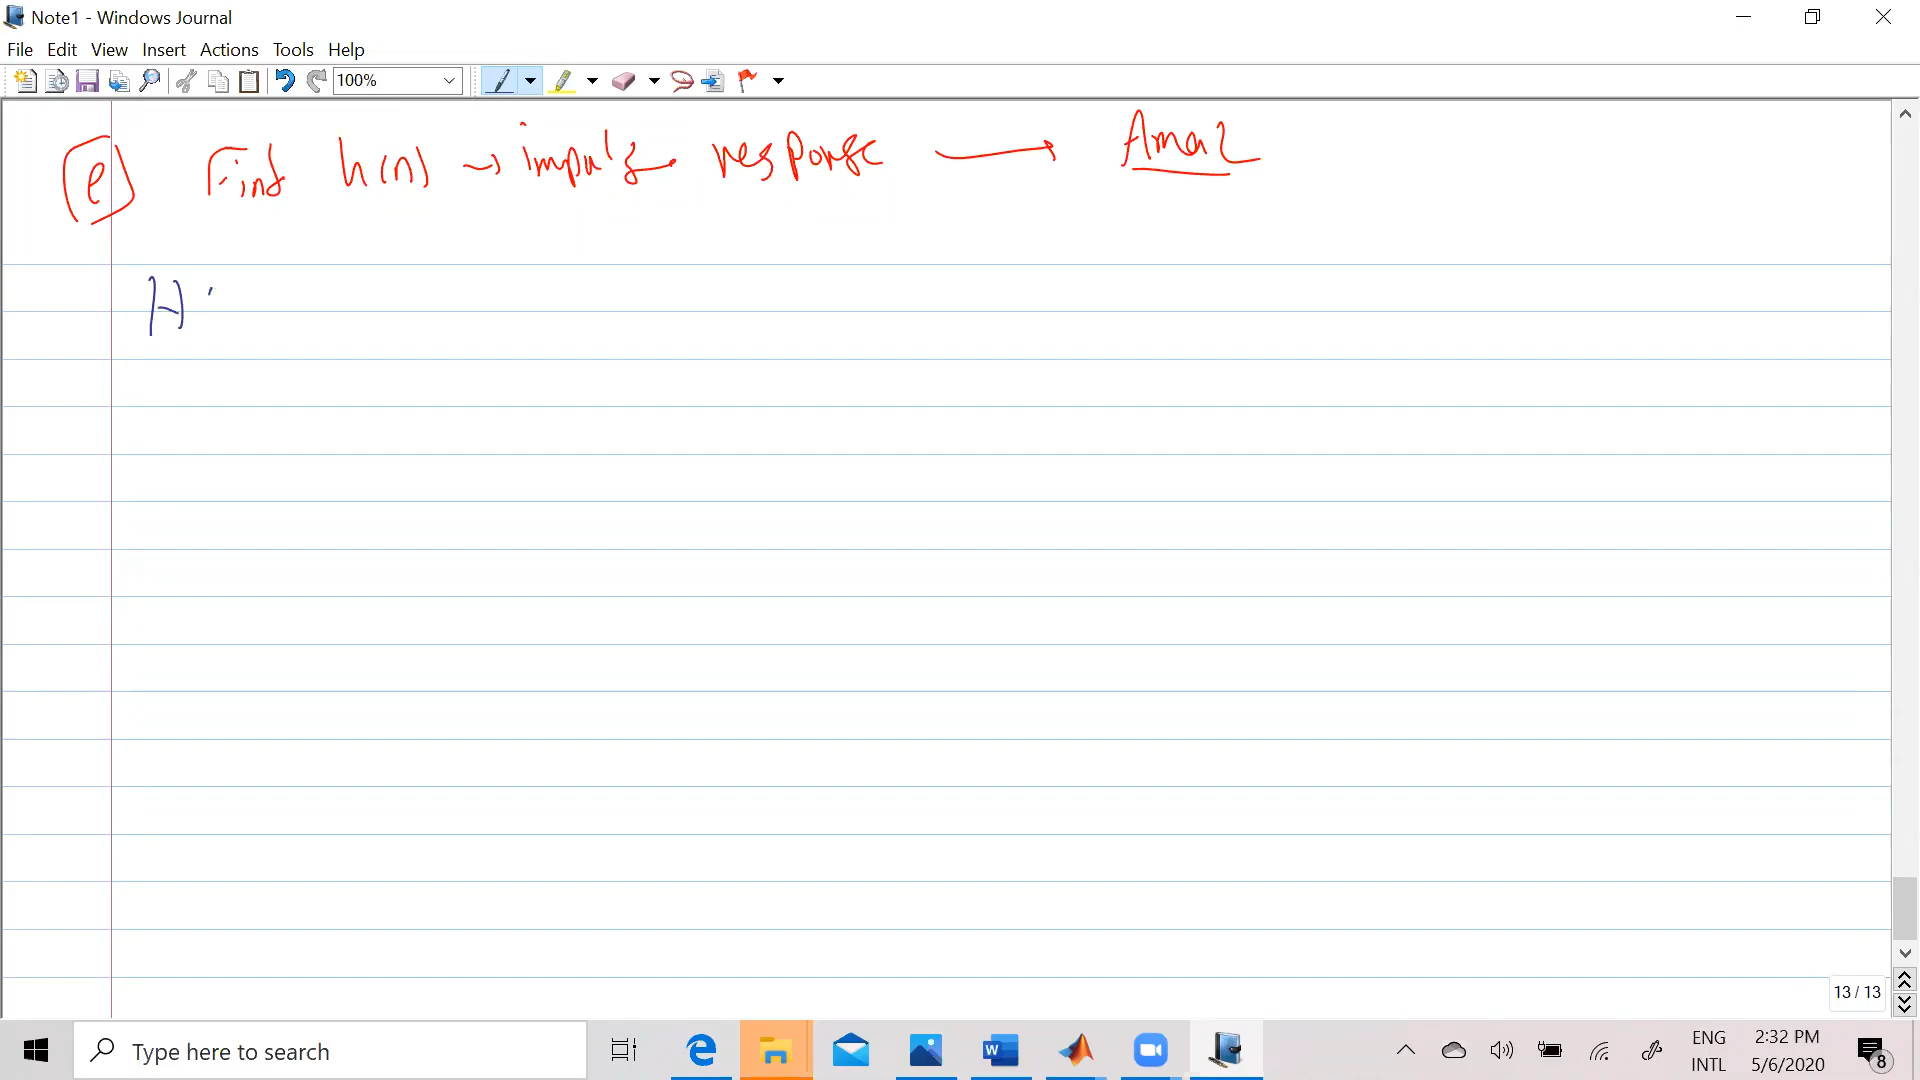 Note1 - Windows Journal
File Edit View Insert Actions Tools Help
100%
e Find h(n) → impulse response → Amal
H
13 / 13
Type here to search
ENG
INTL
2:32 PM
5/6/2020
8